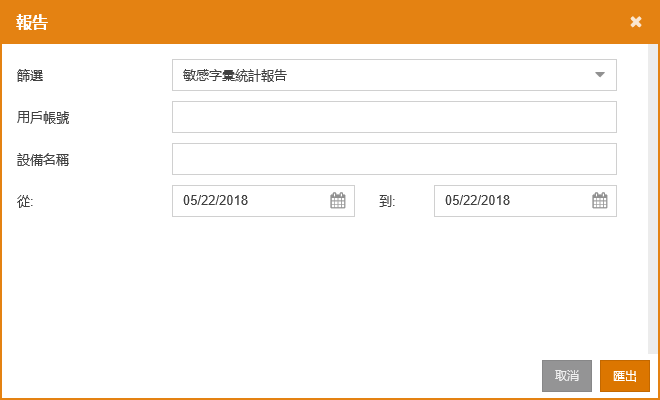 報告
篩選
敏感字彙統計報告
用戶帳號
設備名稱
從:
05/22/2018
到:
05/22/2018
取消
匯出